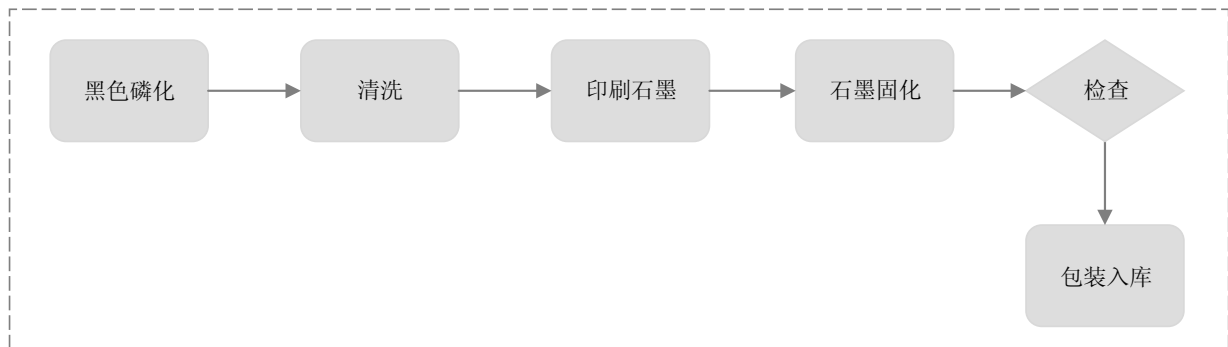 黑色磷化
清洗
印刷石墨
石墨固化
检查
包装入库